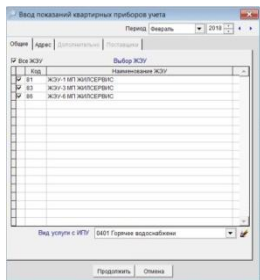 Ввод показаний квартирных приборов учета
Период Февраль 2019
Общие Адрес Дополнительно Поставщики
Все ЖЭУ Выбор ЖЭУ
Код Наименование ЖЭУ
81 ЖЭУ-1 МП ЖИЛСЕРВИС
83 ЖЭУ-3 МП ЖИЛСЕРВИС
86 ЖЭУ-6 МП ЖИЛСЕРВИС
Вид услуги с ИПУ 0401 Горячее водоснабжени
Продолжить Отмена